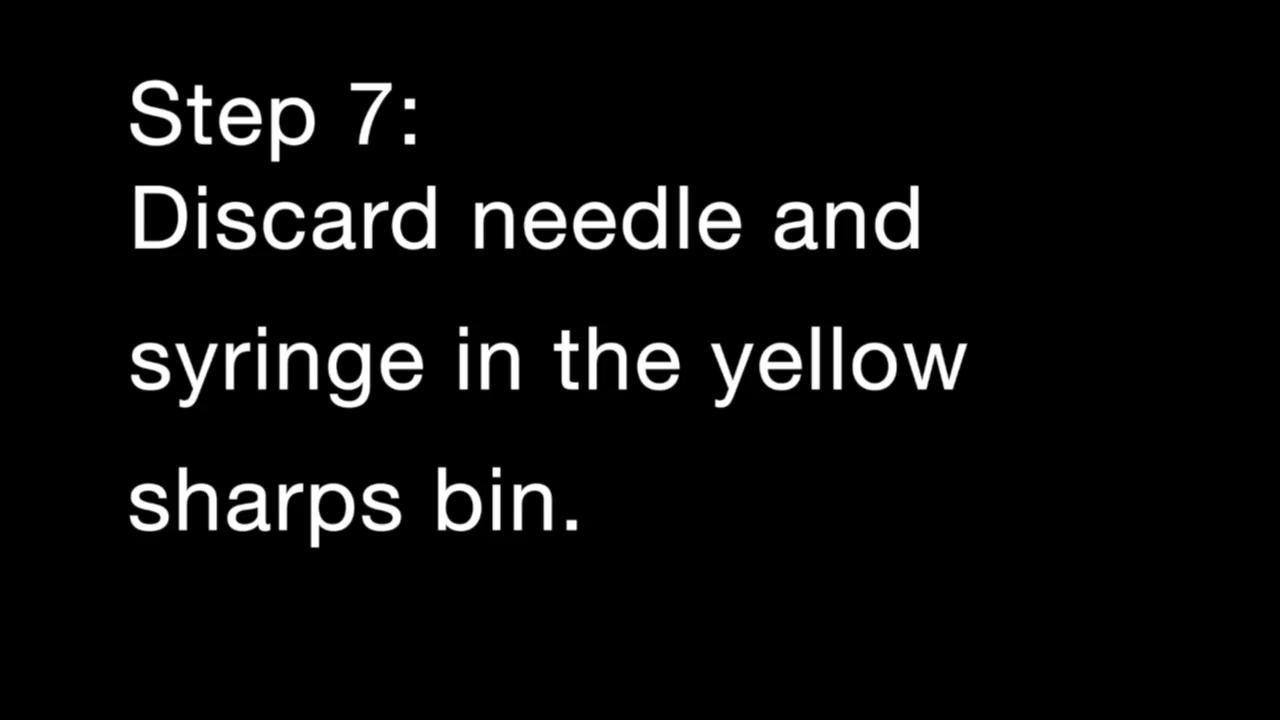 Step 7:
Discard needle and
syringe in the yellow
sharps bin.